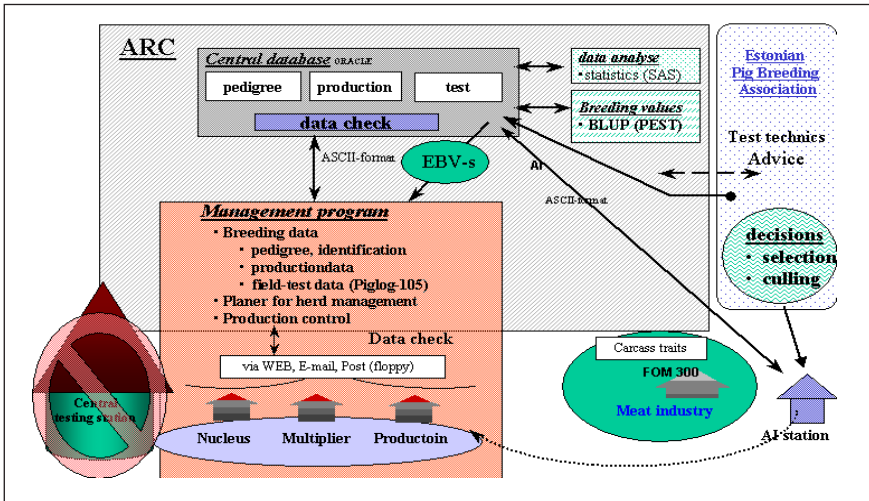 ARC
Central database ORACLE
pedigree
production
test
data check
data analyse
• statistics (SAS)
Breeding values
• BLUP (PEST)
Estonian
Pig Breeding
Association
Test technics
Advice
ASCII-format
EBV-s
AI
ASCII-format
Management program
• Breeding data
• pedigree, identification
• productiondata
• field-test data (Piglog-105)
• Planer for herd management
• Production control
Data check
via WEB, E-mail, Post (floppy)
decisions
• selection
• culling
Carcass traits
FOM 300
Meat industry
Central
testing station
Nucleus
Multiplier
Productoin
AI station